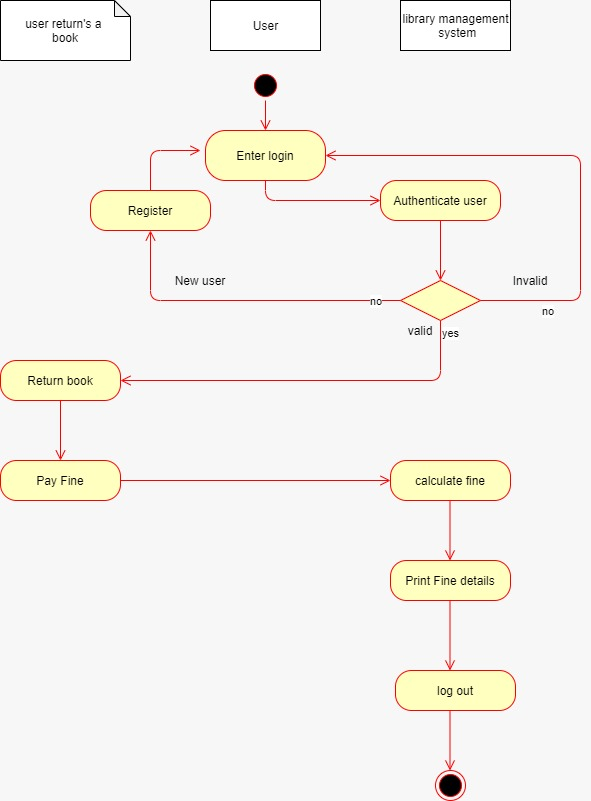 user return's a
book
User
library management
system
Enter login
Authenticate user
Register
New user
Invalid
no
no
valid
yes
Return book
Pay Fine
calculate fine
Print Fine details
log out